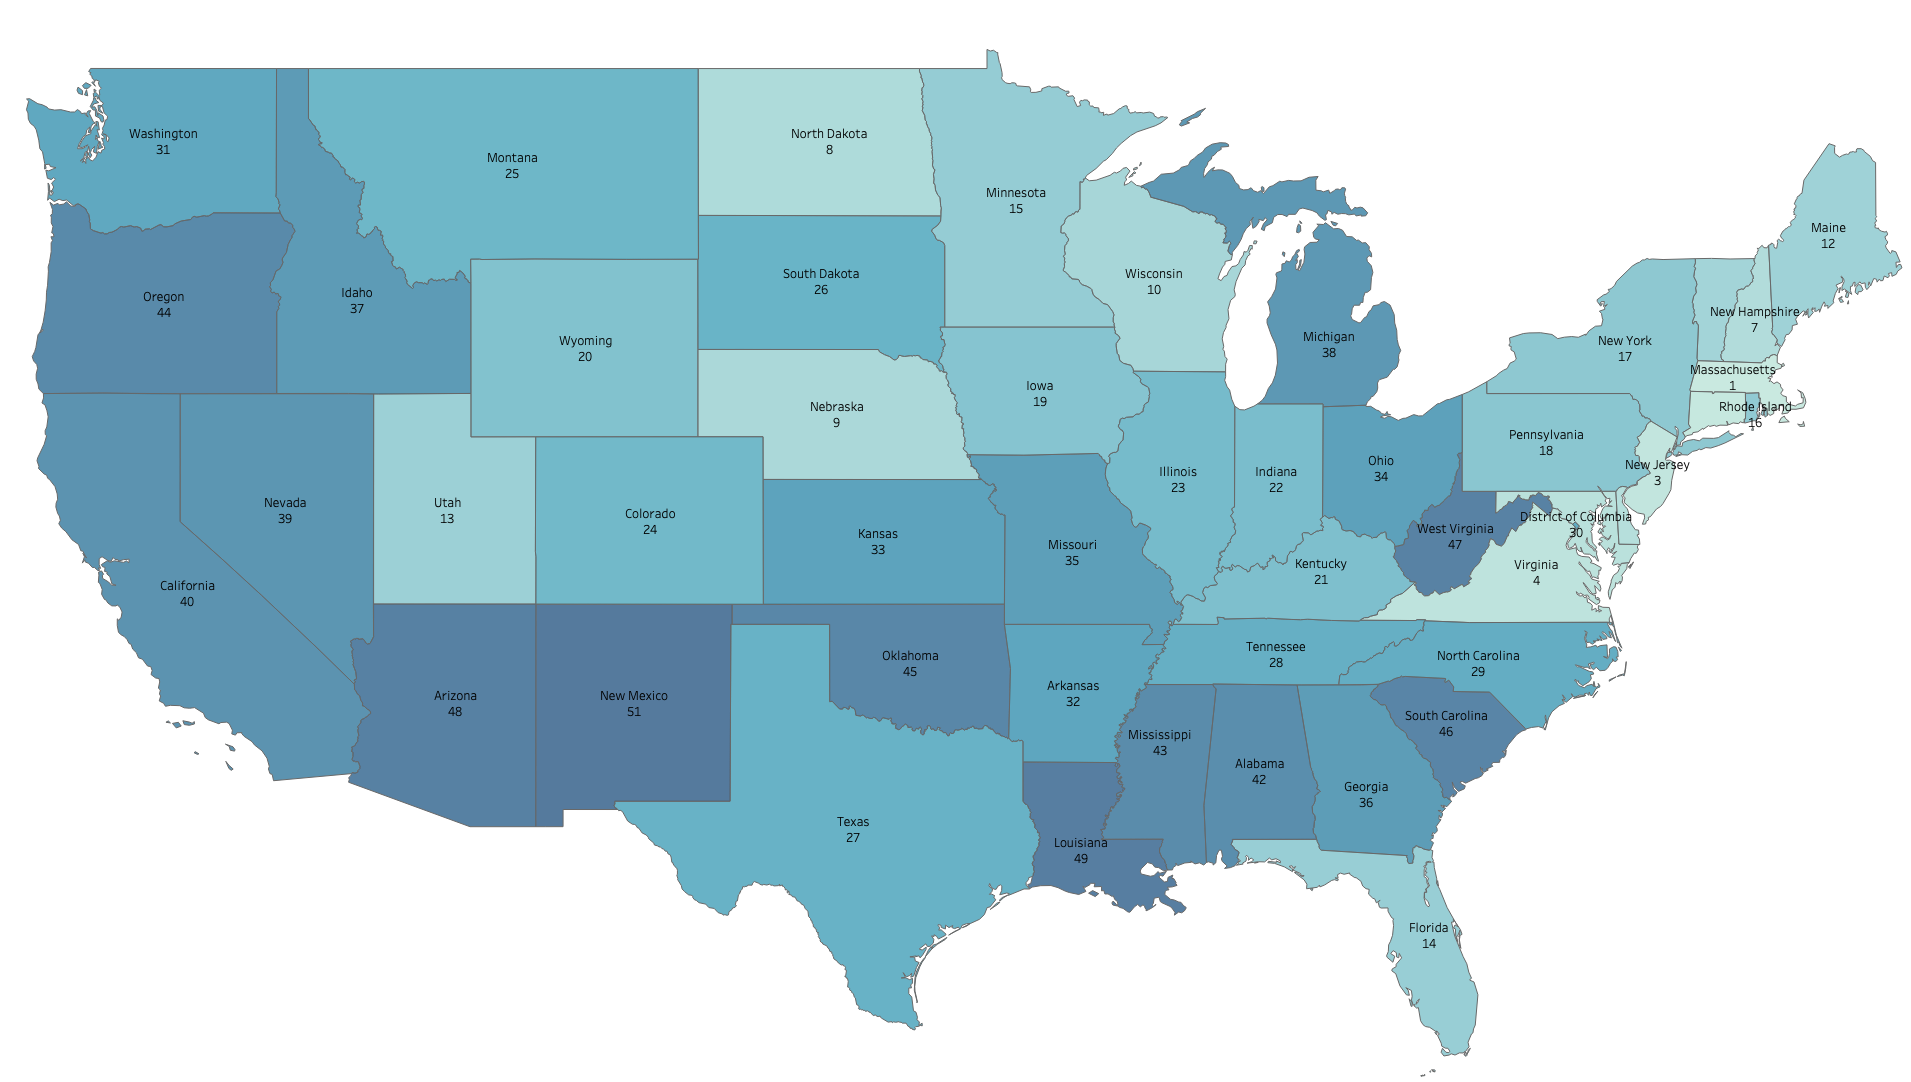 Washington
31
Montana
25
North Dakota
8
Minnesota
15
Maine
12
Oregon
44
Idaho
37
South Dakota
26
Wisconsin
10
New Hampshire
7
Wyoming
20
Michigan
38
New York
17
Massachusetts
1
Nebraska
9
Iowa
19
Rhode Island
16
Pennsylvania
18
Nevada
39
Utah
13
Colorado
24
Illinois
23
Indiana
22
Ohio
34
New Jersey
3
Kansas
33
Missouri
35
West Virginia
47
District of Columbia
30
California
40
Kentucky
21
Virginia
4
Arizona
48
New Mexico
51
Oklahoma
45
Arkansas
32
Tennessee
28
North Carolina
29
Mississippi
43
Alabama
42
Georgia
36
South Carolina
46
Texas
27
Louisiana
49
Florida
14